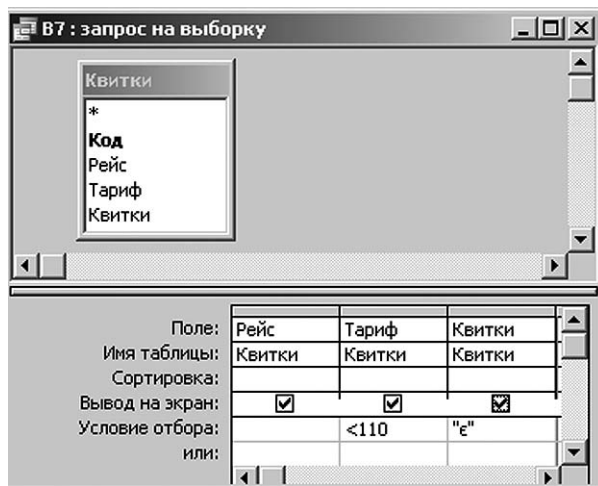 В7 : запрос на выборку
Квитки
*
Код
Рейс
Тариф
Квитки
Поле: Рейс Тариф Квитки
Имя таблицы: Квитки Квитки Квитки
Сортировка:
Вывод на экран:
Условие отбора: <110 "є"
или: